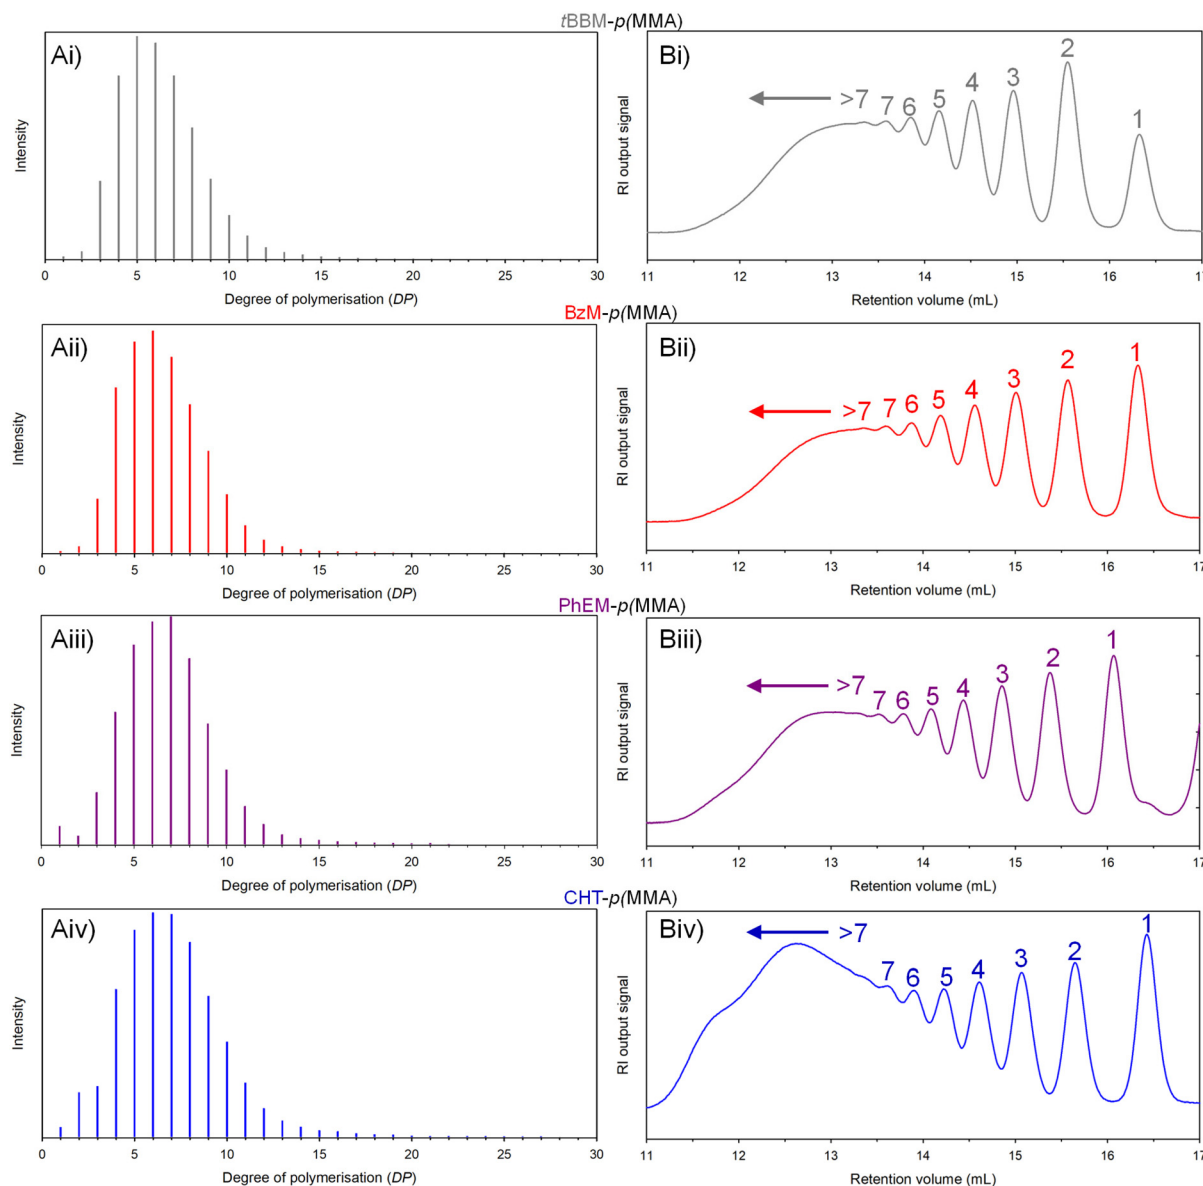 tBBM-p(MMA)
Ai)
Intensity
0 5 10 15 20 25 30
Degree of polymerisation (DP)
Bi)
RI output signal
>7 7 6 5 4 3 2 1
11 12 13 14 15 16 17
Retention volume (mL)
BzM-p(MMA)
Aii)
Intensity
0 5 10 15 20 25 30
Degree of polymerisation (DP)
Bii)
RI output signal
>7 7 6 5 4 3 2 1
11 12 13 14 15 16 17
Retention volume (mL)
PhEM-p(MMA)
Aiii)
Intensity
0 5 10 15 20 25 30
Degree of polymerisation (DP)
Biii)
RI output signal
>7 7 6 5 4 3 2 1
11 12 13 14 15 16 17
Retention volume (mL)
CHT-p(MMA)
Aiv)
Intensity
0 5 10 15 20 25 30
Degree of polymerisation (DP)
Biv)
RI output signal
>7 7 6 5 4 3 2 1
11 12 13 14 15 16 17
Retention volume (mL)